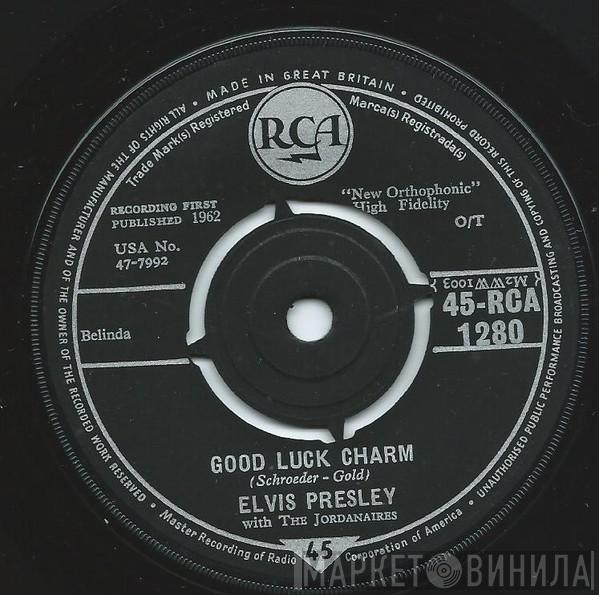 MADE IN GREAT BRITAIN • ALL RIGHTS OF THE MANUFACTURER AND OF THE OWNER OF THE RECORDED WORK RESERVED •
UNAUTHORISED PUBLIC PERFORMANCE BROADCASTING AND COPYING OF THIS RECORD PROHIBITED
Trade Mark(s) Registered
Marca(s) Registrada(s)
RCA
RECORDING FIRST
PUBLISHED 1962
"New Orthophonic"
High Fidelity
USA No.
47-7992
O/T
M2WW1003
45-RCA
1280
Belinda
GOOD LUCK CHARM
(Schroeder - Gold)
ELVIS PRESLEY
with THE JORDANAIRES
• Master Recording of Radio Corporation of America •
45
МАРКЕТ ВИНИЛА